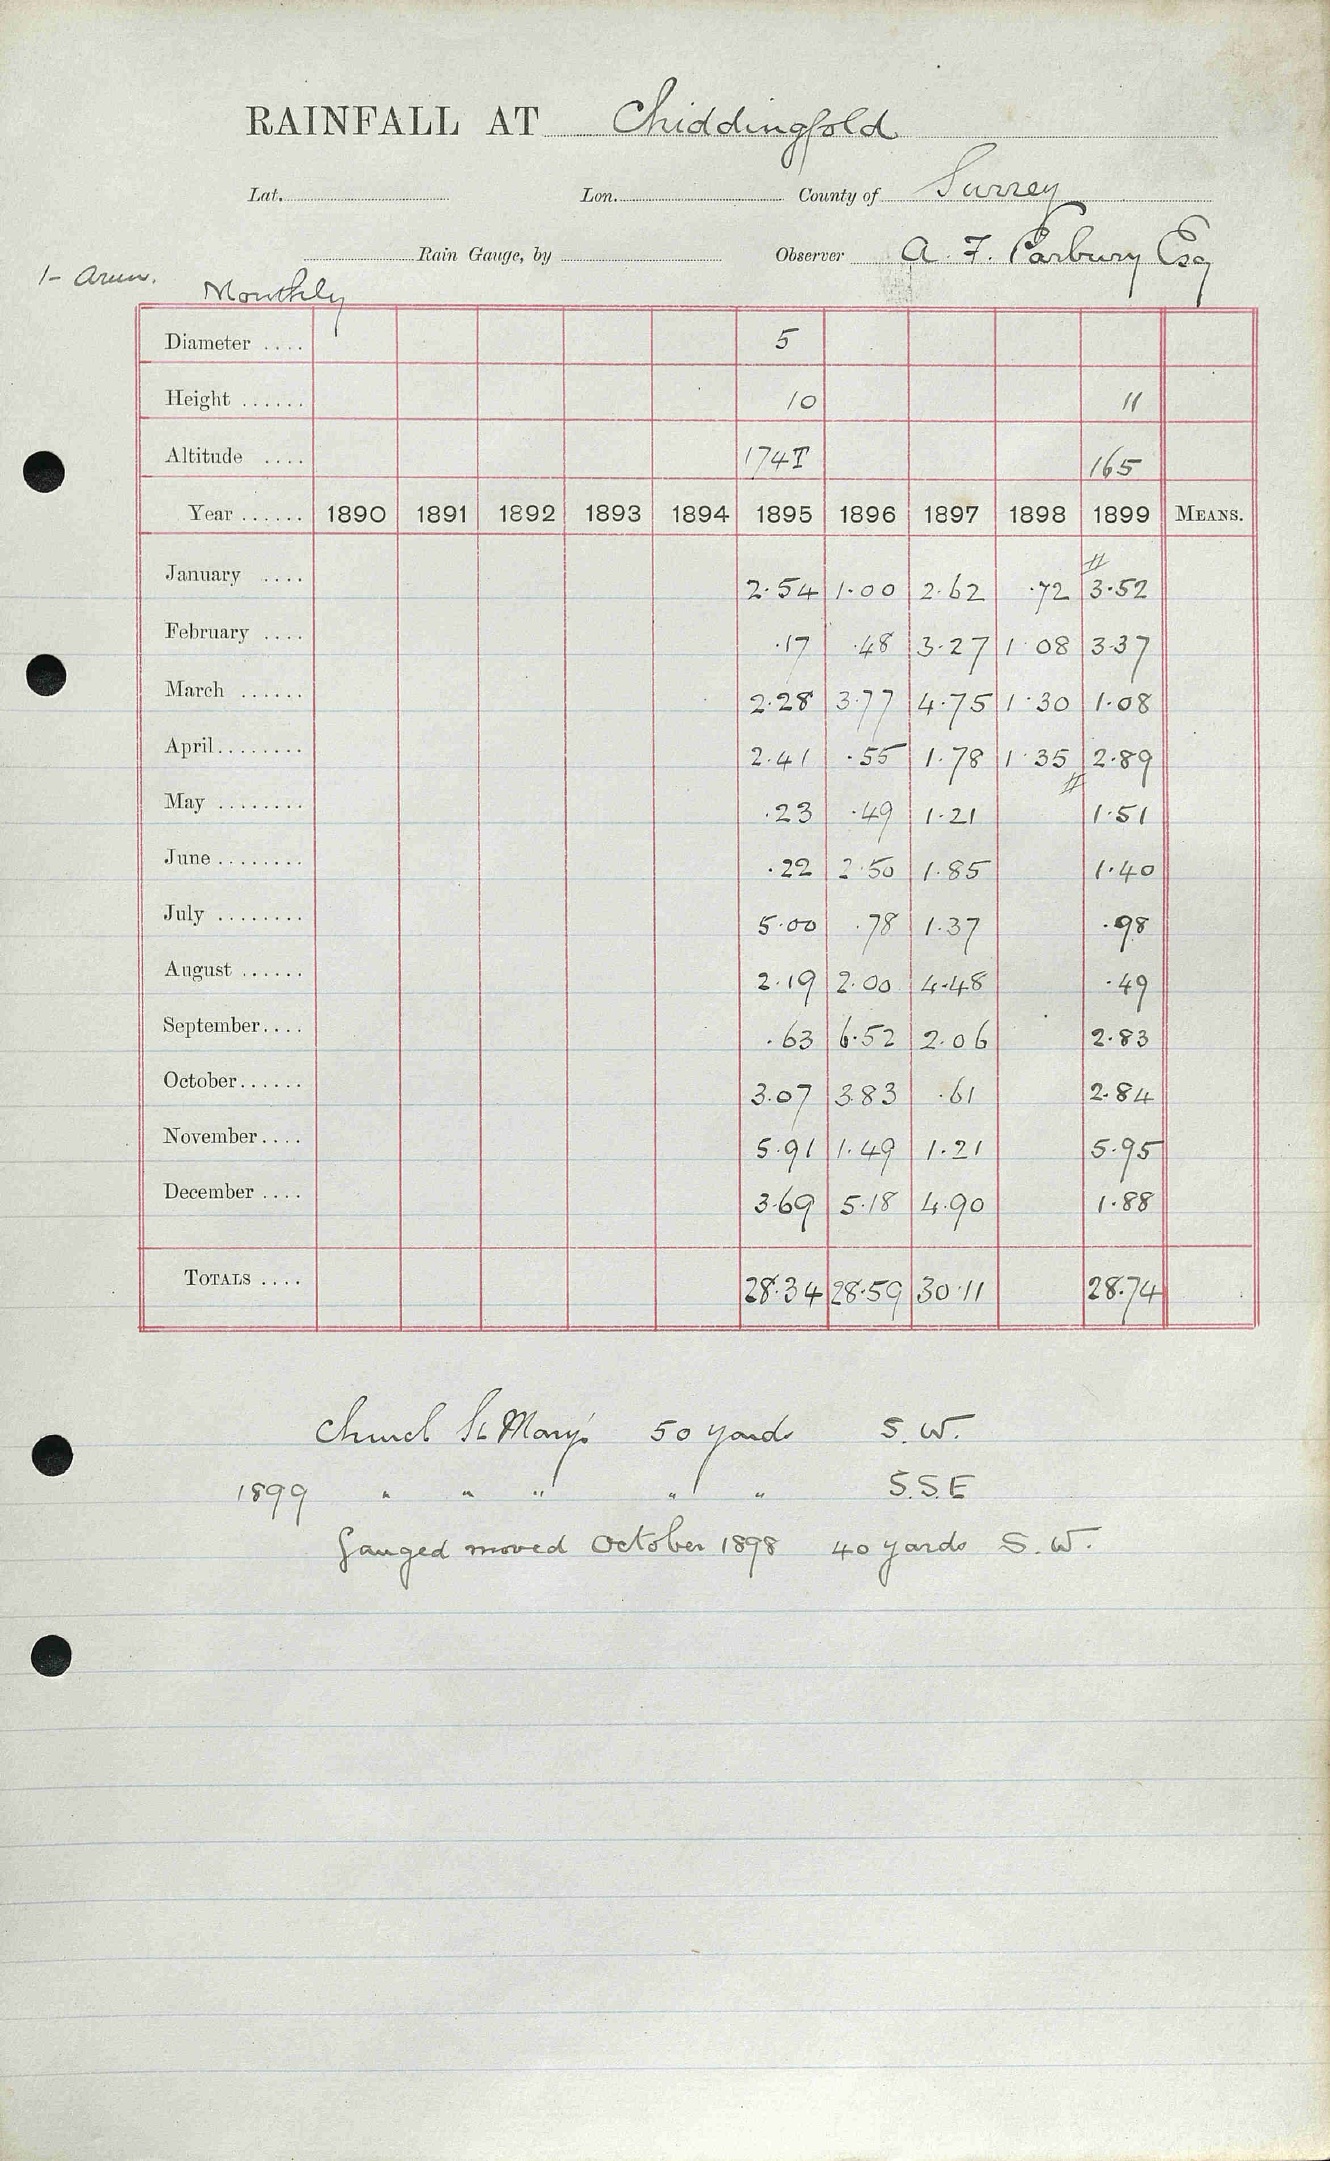 RAINFALL AT Chiddingfold
Lat. Lon. County of Surrey
Rain Gauge, by Observer A. F. Parbury Esq
1- Arun.
Monthly
Diameter .... 5
Height ...... 10 11
Altitude .... 174T 165
Year ...... 1890 1891 1892 1893 1894 1895 1896 1897 1898 1899 MEANS.
January .... 2.54 1.00 2.62 .72 # 3.52
February .... .17 .48 3.27 1.08 3.37
March ...... 2.28 3.77 4.75 1.30 1.08
April........ 2.41 .55 1.78 1.35 # 2.89
May ........ .23 .49 1.21 1.51
June ........ .22 2.50 1.85 1.40
July ........ 5.00 .78 1.37 .98
August ...... 2.19 2.00 4.48 .49
September.... .63 6.52 2.06 2.83
October...... 3.07 3.83 .61 2.84
November.... 5.91 1.49 1.21 5.95
December .... 3.69 5.18 4.90 1.88
TOTALS .... 28.34 28.59 30.11 28.74
Church St Mary's 50 yards S.W.
1899 " " " " " S.S.E
Gauged moved October 1898 40 yards S.W.